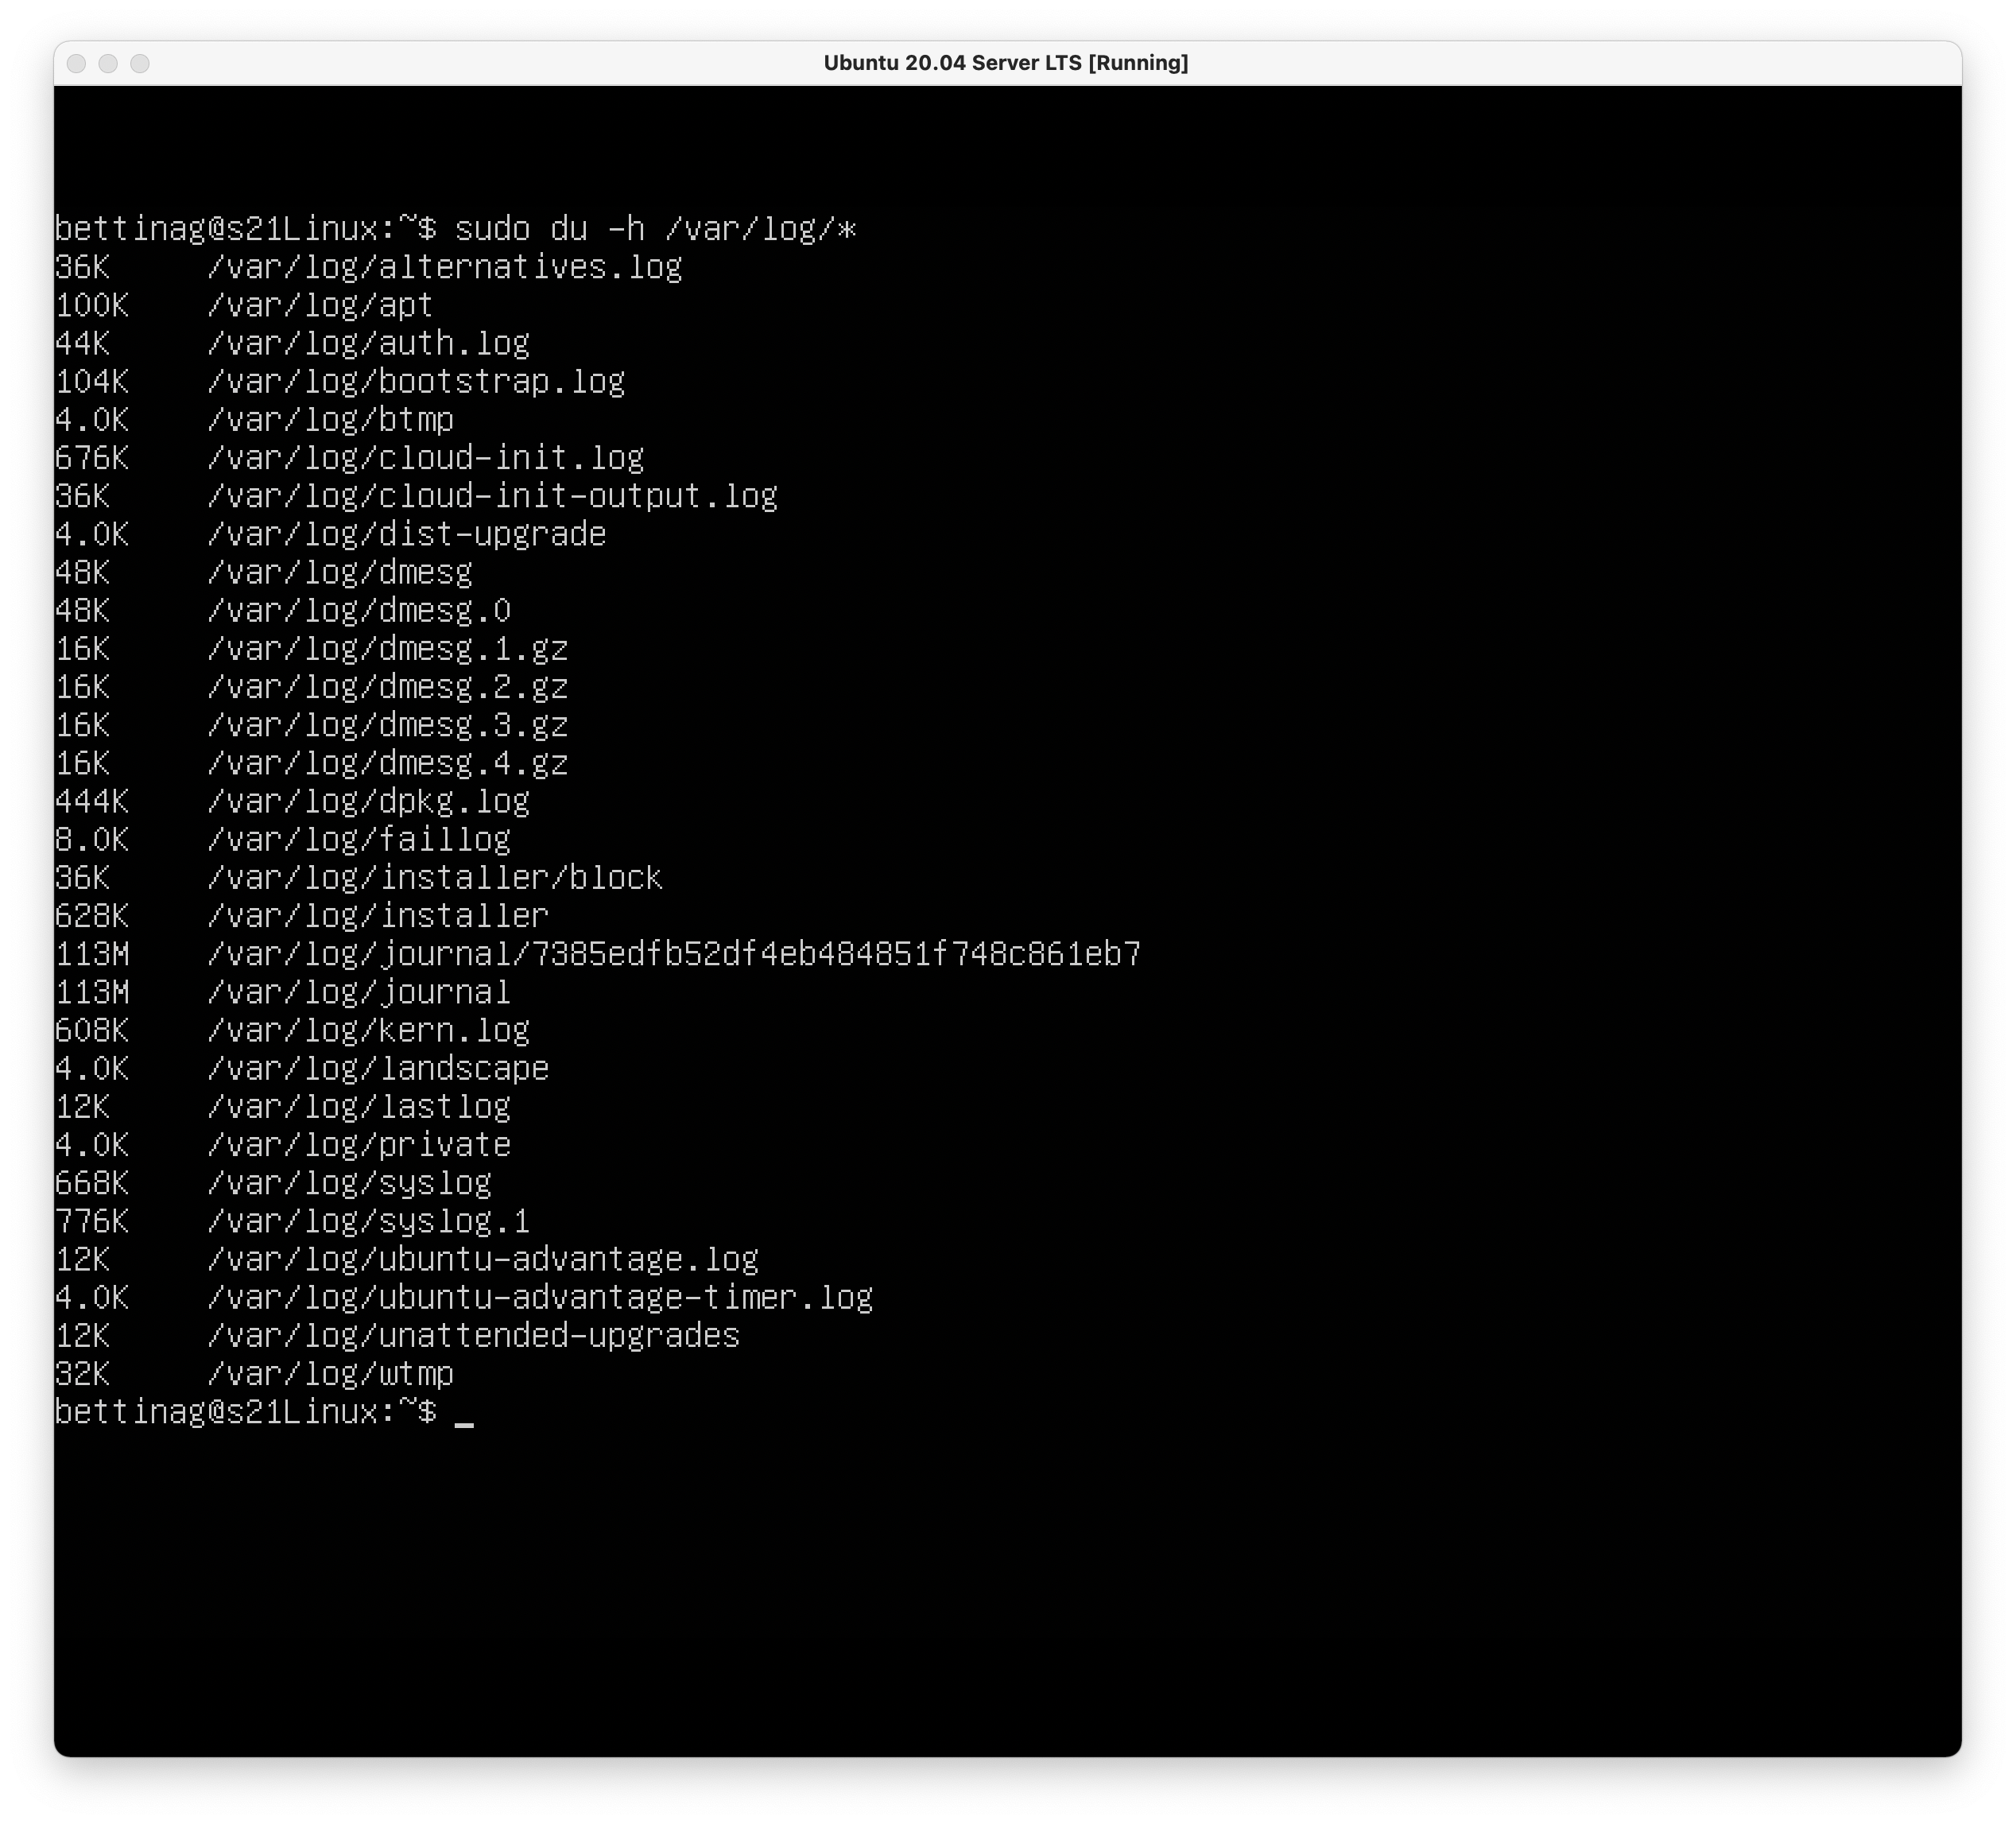 Ubuntu 20.04 Server LTS [Running]
bettinag@s21Linux:~$ sudo du -h /var/log/*
36K     /var/log/alternatives.log
100K    /var/log/apt
44K     /var/log/auth.log
104K    /var/log/bootstrap.log
4.0K    /var/log/btmp
676K    /var/log/cloud-init.log
36K     /var/log/cloud-init-output.log
4.0K    /var/log/dist-upgrade
48K     /var/log/dmesg
48K     /var/log/dmesg.0
16K     /var/log/dmesg.1.gz
16K     /var/log/dmesg.2.gz
16K     /var/log/dmesg.3.gz
16K     /var/log/dmesg.4.gz
444K    /var/log/dpkg.log
8.0K    /var/log/faillog
36K     /var/log/installer/block
628K    /var/log/installer
113M    /var/log/journal/7385edfb52df4eb484851f748c861eb7
113M    /var/log/journal
608K    /var/log/kern.log
4.0K    /var/log/landscape
12K     /var/log/lastlog
4.0K    /var/log/private
668K    /var/log/syslog
776K    /var/log/syslog.1
12K     /var/log/ubuntu-advantage.log
4.0K    /var/log/ubuntu-advantage-timer.log
12K     /var/log/unattended-upgrades
32K     /var/log/wtmp
bettinag@s21Linux:~$ _